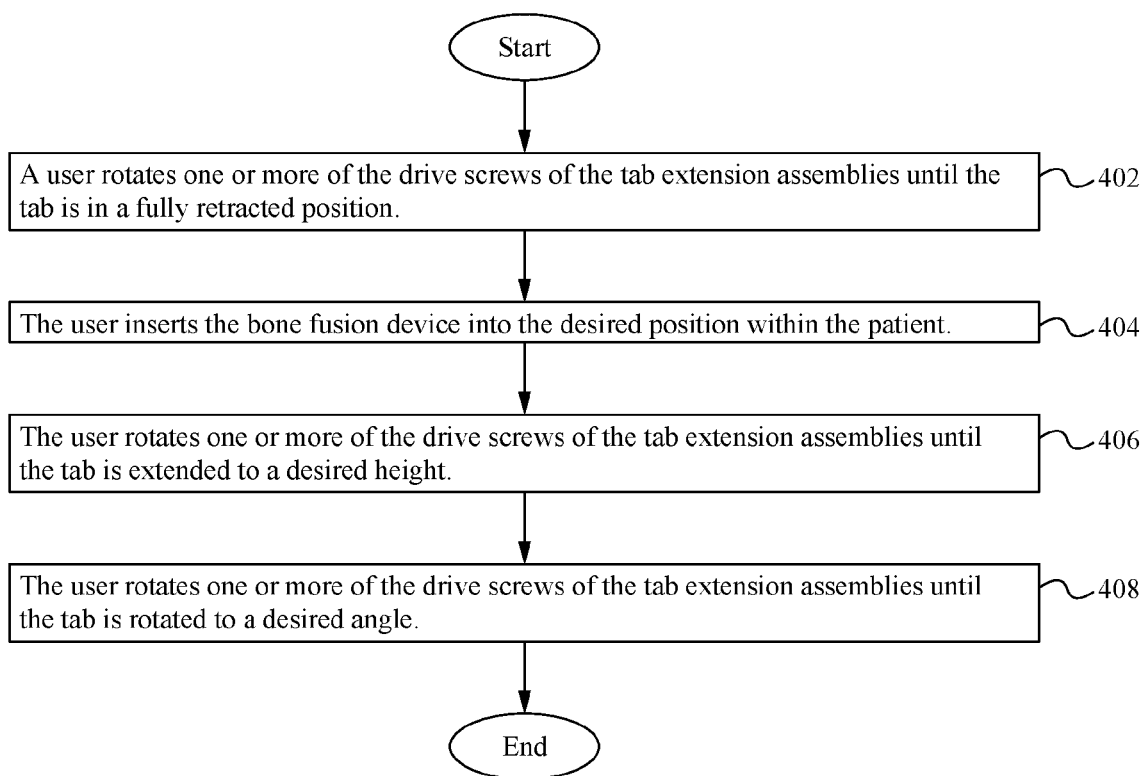 Start
A user rotates one or more of the drive screws of the tab extension assemblies until the
tab is in a fully retracted position.
402
The user inserts the bone fusion device into the desired position within the patient.
404
The user rotates one or more of the drive screws of the tab extension assemblies until
the tab is extended to a desired height.
406
The user rotates one or more of the drive screws of the tab extension assemblies until
the tab is rotated to a desired angle.
408
End